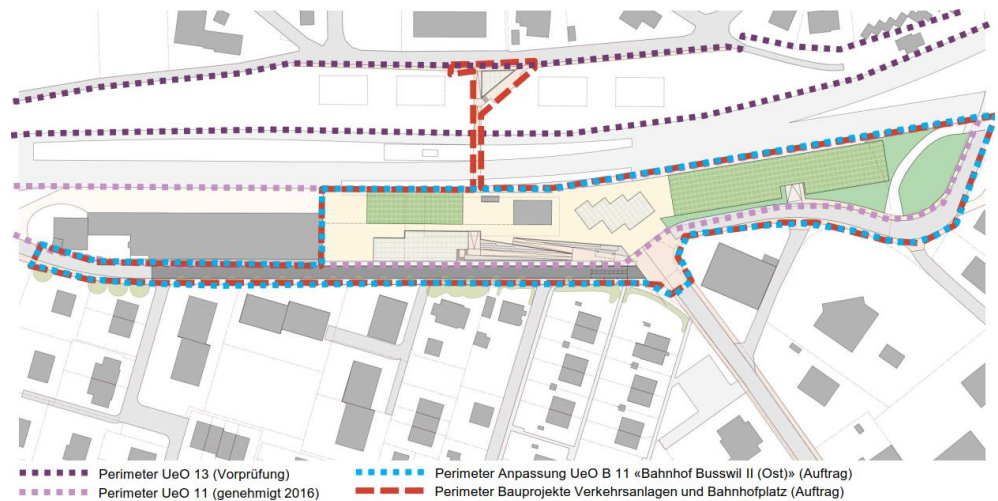 Perimeter UeO 13 (Vorprüfung)
Perimeter UeO 11 (genehmigt 2016)
Perimeter Anpassung UeO B 11 «Bahnhof Busswil II (Ost)» (Auftrag)
Perimeter Bauprojekte Verkehrsanlagen und Bahnhofplatz (Auftrag)